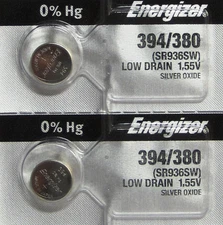 0% Hg
Energizer
394/380
(SR936SW)
LOW DRAIN 1.55V
SILVER OXIDE
0% Hg
Energizer
394/380
(SR936SW)
LOW DRAIN 1.55V
SILVER OXIDE